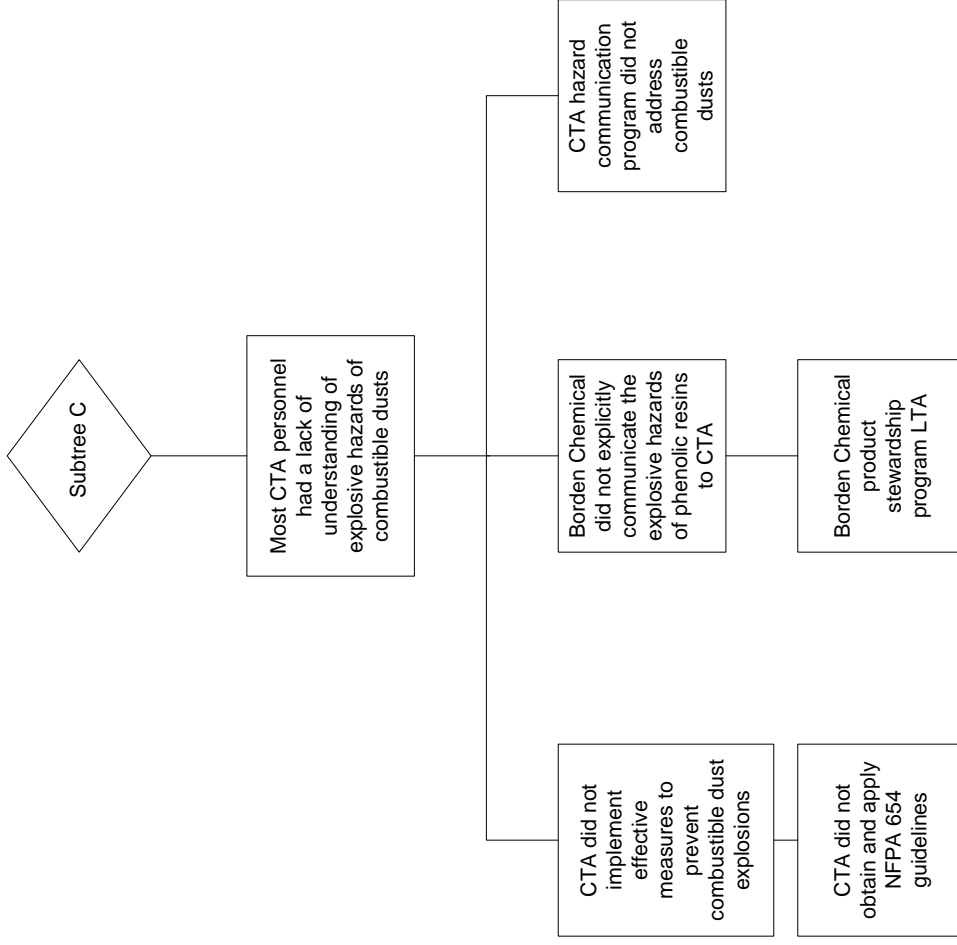 Subtree C
Most CTA personnel
had a lack of
understanding of
explosive hazards of
combustible dusts
CTA did not
implement
effective
measures to
prevent
combustible dust
explosions
Borden Chemical
did not explicitly
communicate the
explosive hazards
of phenolic resins
to CTA
CTA hazard
communication
program did not
address
combustible
dusts
CTA did not
obtain and apply
NFPA 654
guidelines
Borden Chemical
product
stewardship
program LTA